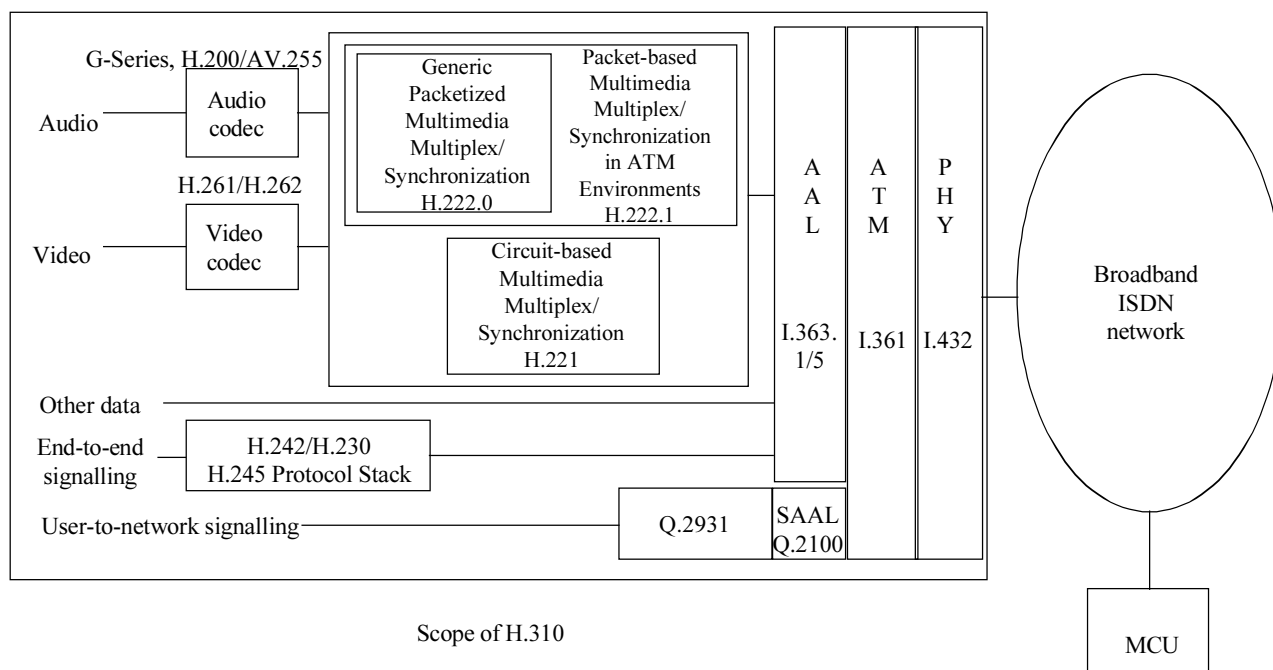 G-Series, H.200/AV.255
Audio
Audio
codec
H.261/H.262
Video
Video
codec
Generic
Packetized
Multimedia
Multiplex/
Synchronization
H.222.0
Packet-based
Multimedia
Multiplex/
Synchronization
in ATM
Environments
H.222.1
Circuit-based
Multimedia
Multiplex/
Synchronization
H.221
Other data
End-to-end
signalling
H.242/H.230
H.245 Protocol Stack
User-to-network signalling
Q.2931
SAAL
Q.2100
A
A
L
I.363.
1/5
A
T
M
I.361
P
H
Y
I.432
Broadband
ISDN
network
MCU
Scope of H.310